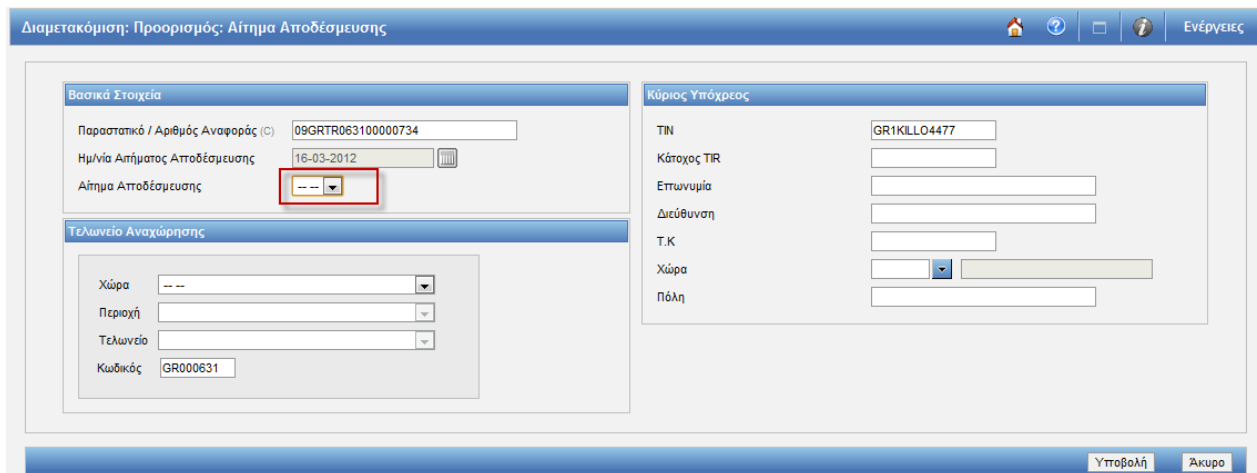 Διαμετακόμιση: Προορισμός: Αίτημα Αποδέσμευσης
Ενέργειες
Βασικά Στοιχεία
Παραστατικό / Αριθμός Αναφοράς (C) 09GRTR063100000734
Ημ/νία Αιτήματος Αποδέσμευσης 16-03-2012
Αίτημα Αποδέσμευσης -- --
Τελωνείο Αναχώρησης
Χώρα -- --
Περιοχή
Τελωνείο
Κωδικός GR000631
Κύριος Υπόχρεος
TIN GR1KILLO4477
Κάτοχος TIR
Επωνυμία
Διεύθυνση
Τ.Κ
Χώρα
Πόλη
Υποβολή Άκυρο